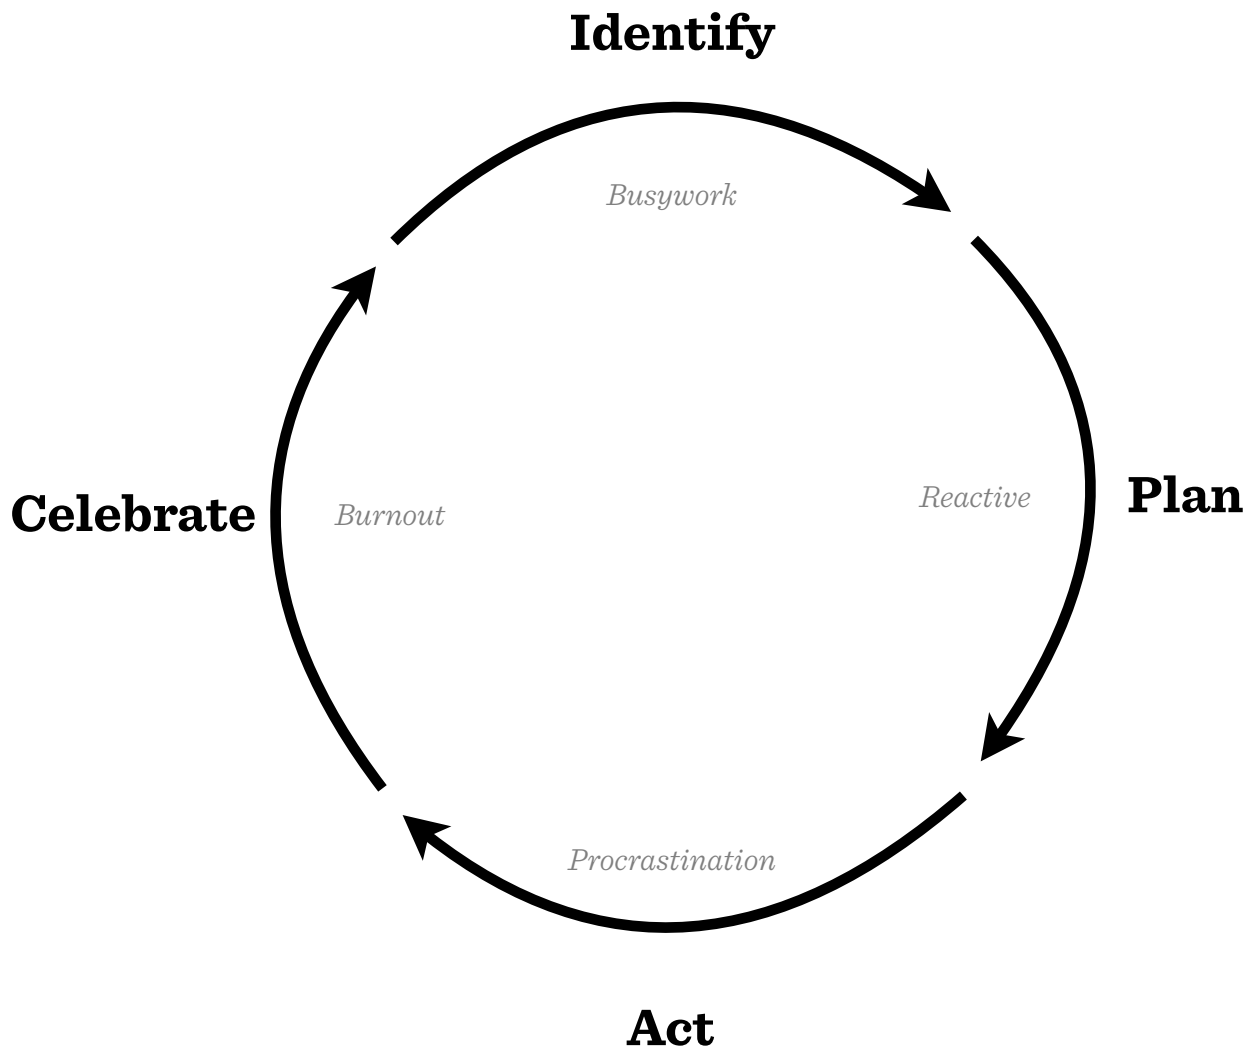 Identify
Busywork
Plan
Reactive
Act
Procrastination
Celebrate
Burnout